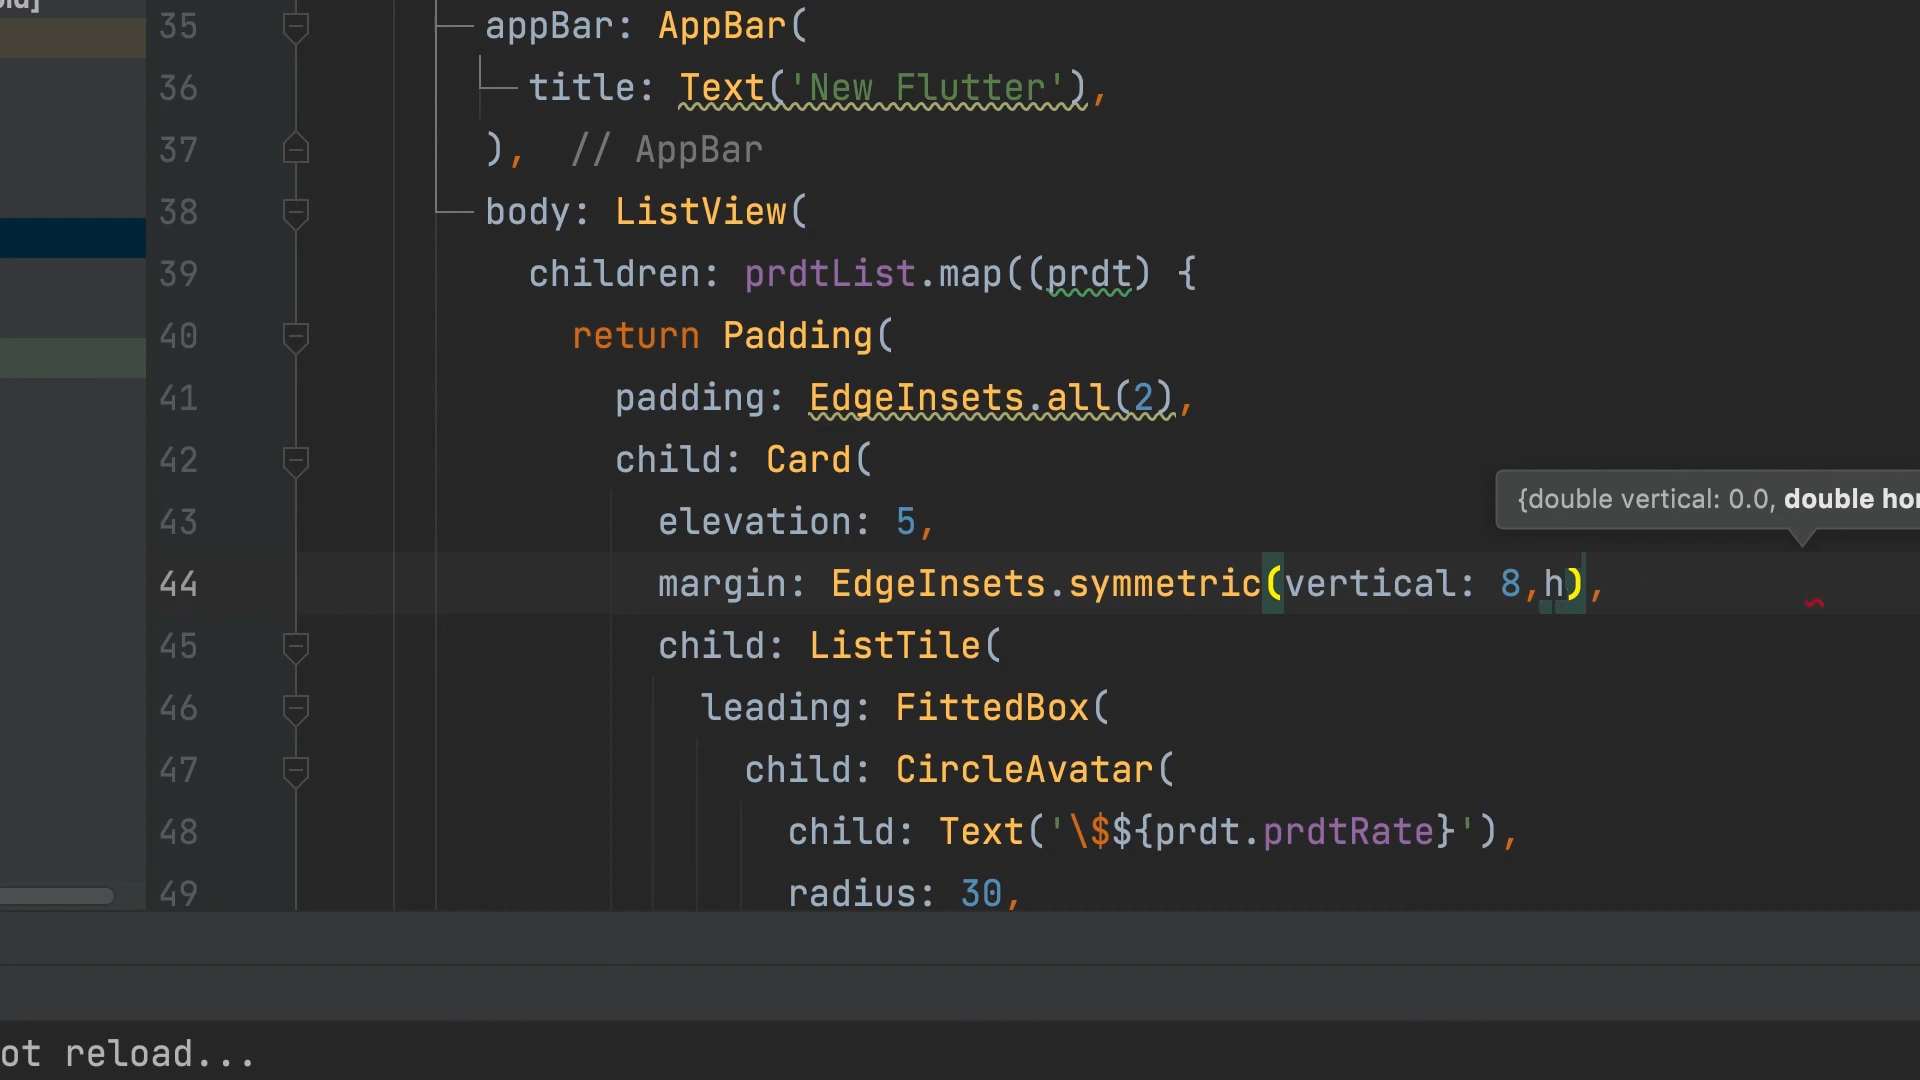 35 appBar: AppBar(
36 title: Text('New Flutter'),
37 ), // AppBar
38 body: ListView(
39 children: prdtList.map((prdt) {
40 return Padding(
41 padding: EdgeInsets.all(2),
42 child: Card(
{double vertical: 0.0, double hor
43 elevation: 5,
44 margin: EdgeInsets.symmetric(vertical: 8,h),
45 child: ListTile(
46 leading: FittedBox(
47 child: CircleAvatar(
48 child: Text('\$${prdt.prdtRate}'),
49 radius: 30,
ot reload...